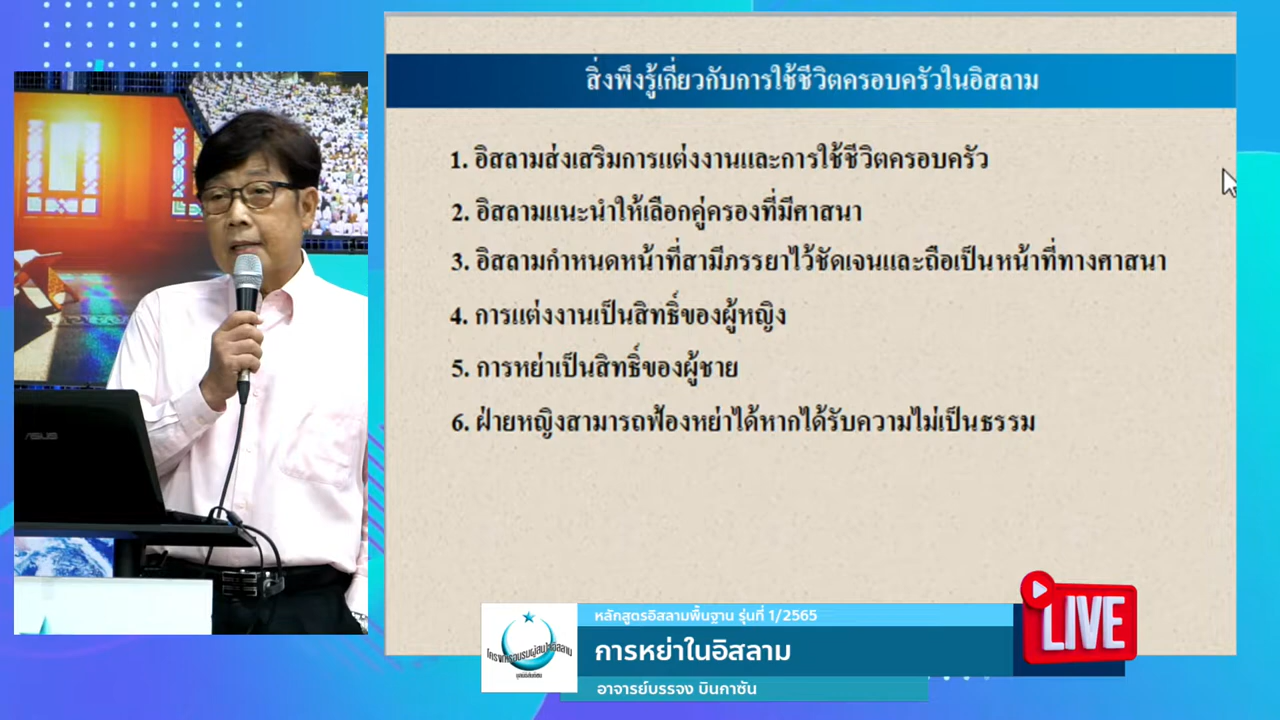 สิ่งพึงรู้เกี่ยวกับการใช้ชีวิตครอบครัวในอิสลาม
1. อิสลามส่งเสริมการแต่งงานและการใช้ชีวิตครอบครัว
2. อิสลามแนะนำให้เลือกคู่ครองที่มีศาสนา
3. อิสลามกำหนดหน้าที่สามีภรรยาไว้ชัดเจนและถือเป็นหน้าที่ทางศาสนา
4. การแต่งงานเป็นสิทธิ์ของผู้หญิง
5. การหย่าเป็นสิทธิ์ของผู้ชาย
6. ฝ่ายหญิงสามารถฟ้องหย่าได้หากได้รับความไม่เป็นธรรม
ASUS
LIVE
หลักสูตรอิสลามพื้นฐาน รุ่นที่ 1/2565
การหย่าในอิสลาม
อาจารย์บรรจง บินกาซัน